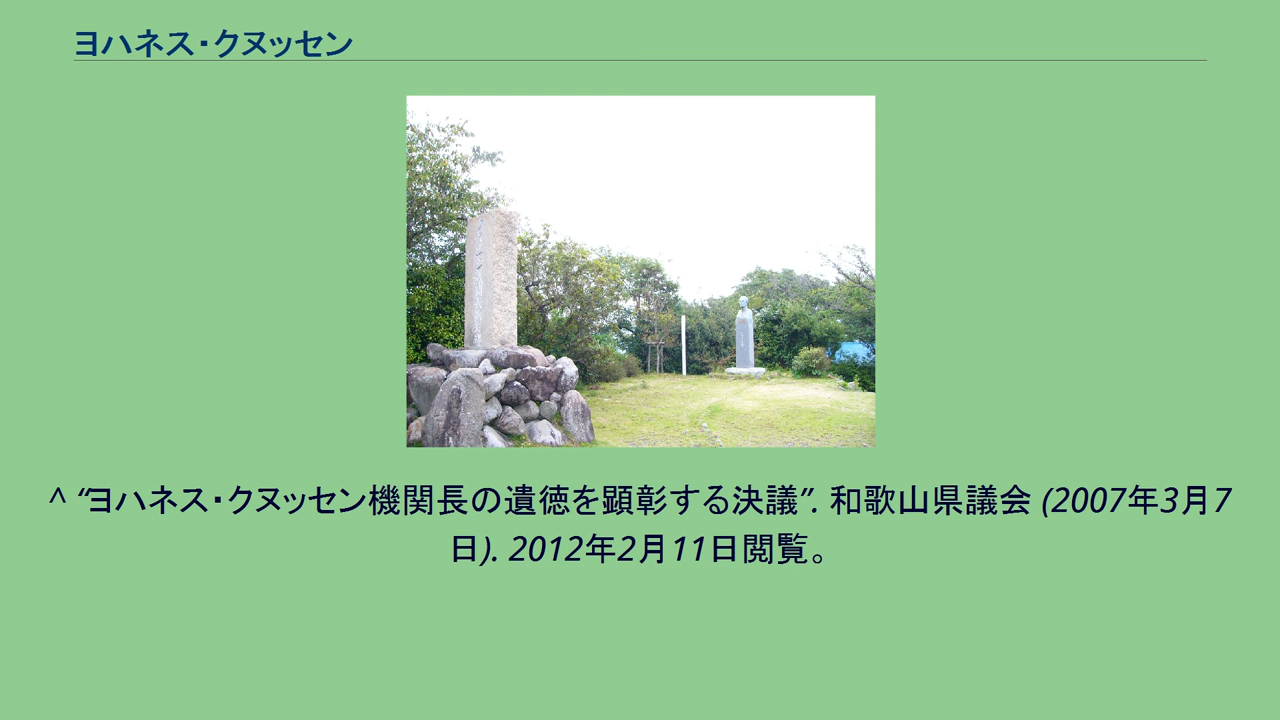 ヨハネス・クヌッセン
^ “ヨハネス・クヌッセン機関長の遺徳を顕彰する決議”. 和歌山県議会 (2007年3月7
日). 2012年2月11日閲覧。